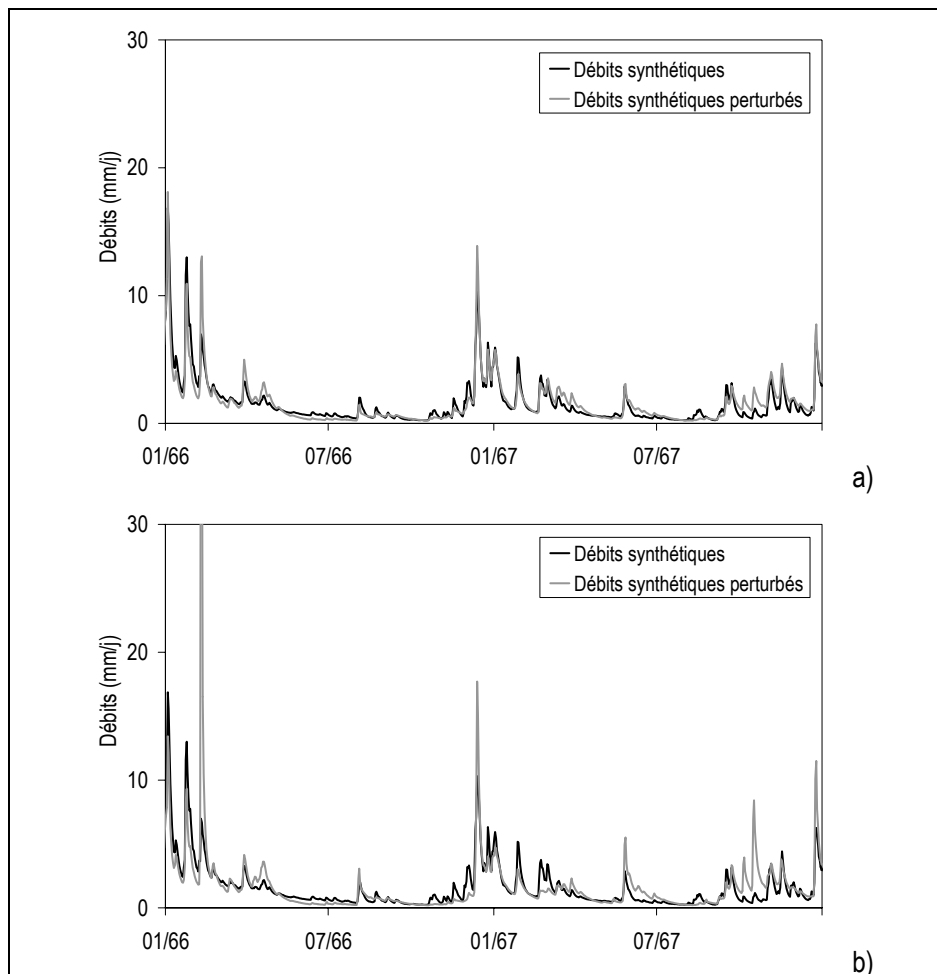 30
20
10
0
Débits (mm/j)
Débits synthétiques
Débits synthétiques perturbés
01/66
07/66
01/67
07/67
a)
30
20
10
0
Débits (mm/j)
Débits synthétiques
Débits synthétiques perturbés
01/66
07/66
01/67
07/67
b)